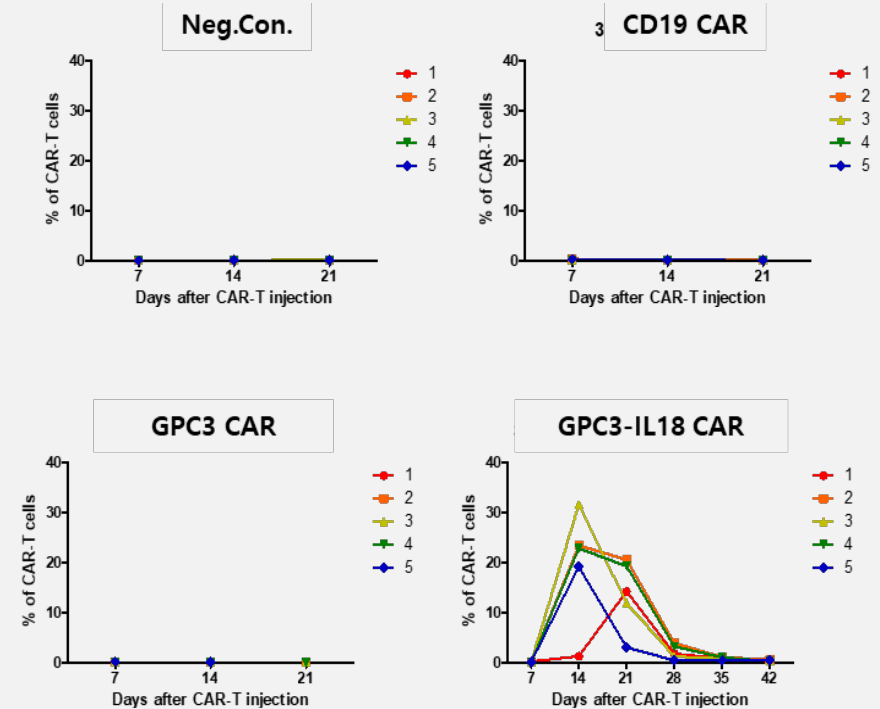 Neg.Con.
40
30
20
10
0
% of CAR-T cells
7 14 21
Days after CAR-T injection
1
2
3
4
5
3 CD19 CAR
40
30
20
10
0
% of CAR-T cells
7 14 21
Days after CAR-T injection
1
2
3
4
5
GPC3 CAR
40
30
20
10
0
% of CAR-T cells
7 14 21
Days after CAR-T injection
1
2
3
4
5
GPC3-IL18 CAR
40
30
20
10
0
% of CAR-T cells
7 14 21 28 35 42
Days after CAR-T injection
1
2
3
4
5